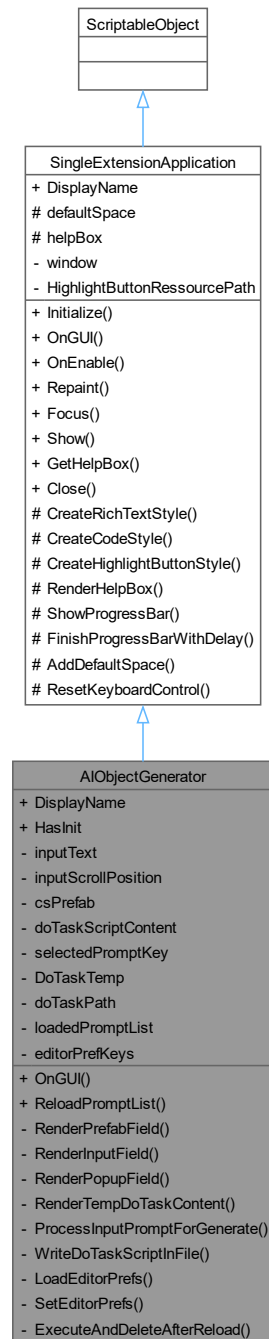 ScriptableObject
SingleExtensionApplication
+ DisplayName
# defaultSpace
# helpBox
- window
- HighlightButtonRessourcePath
+ Initialize()
+ OnGUI()
+ OnEnable()
+ Repaint()
+ Focus()
+ Show()
+ GetHelpBox()
+ Close()
# CreateRichTextStyle()
# CreateCodeStyle()
# CreateHighlightButtonStyle()
# RenderHelpBox()
# ShowProgressBar()
# FinishProgressBarWithDelay()
# AddDefaultSpace()
# ResetKeyboardControl()
AIObjectGenerator
+ DisplayName
+ HasInit
- inputText
- inputScrollPosition
- csPrefab
- doTaskScriptContent
- selectedPromptKey
- DoTaskTemp
- doTaskPath
- loadedPromptList
- editorPrefKeys
+ OnGUI()
+ ReloadPromptList()
- RenderPrefabField()
- RenderInputField()
- RenderPopupField()
- RenderTempDoTaskContent()
- ProcessInputPromptForGenerate()
- WriteDoTaskScriptInFile()
- LoadEditorPrefs()
- SetEditorPrefs()
- ExecuteAndDeleteAfterReload()